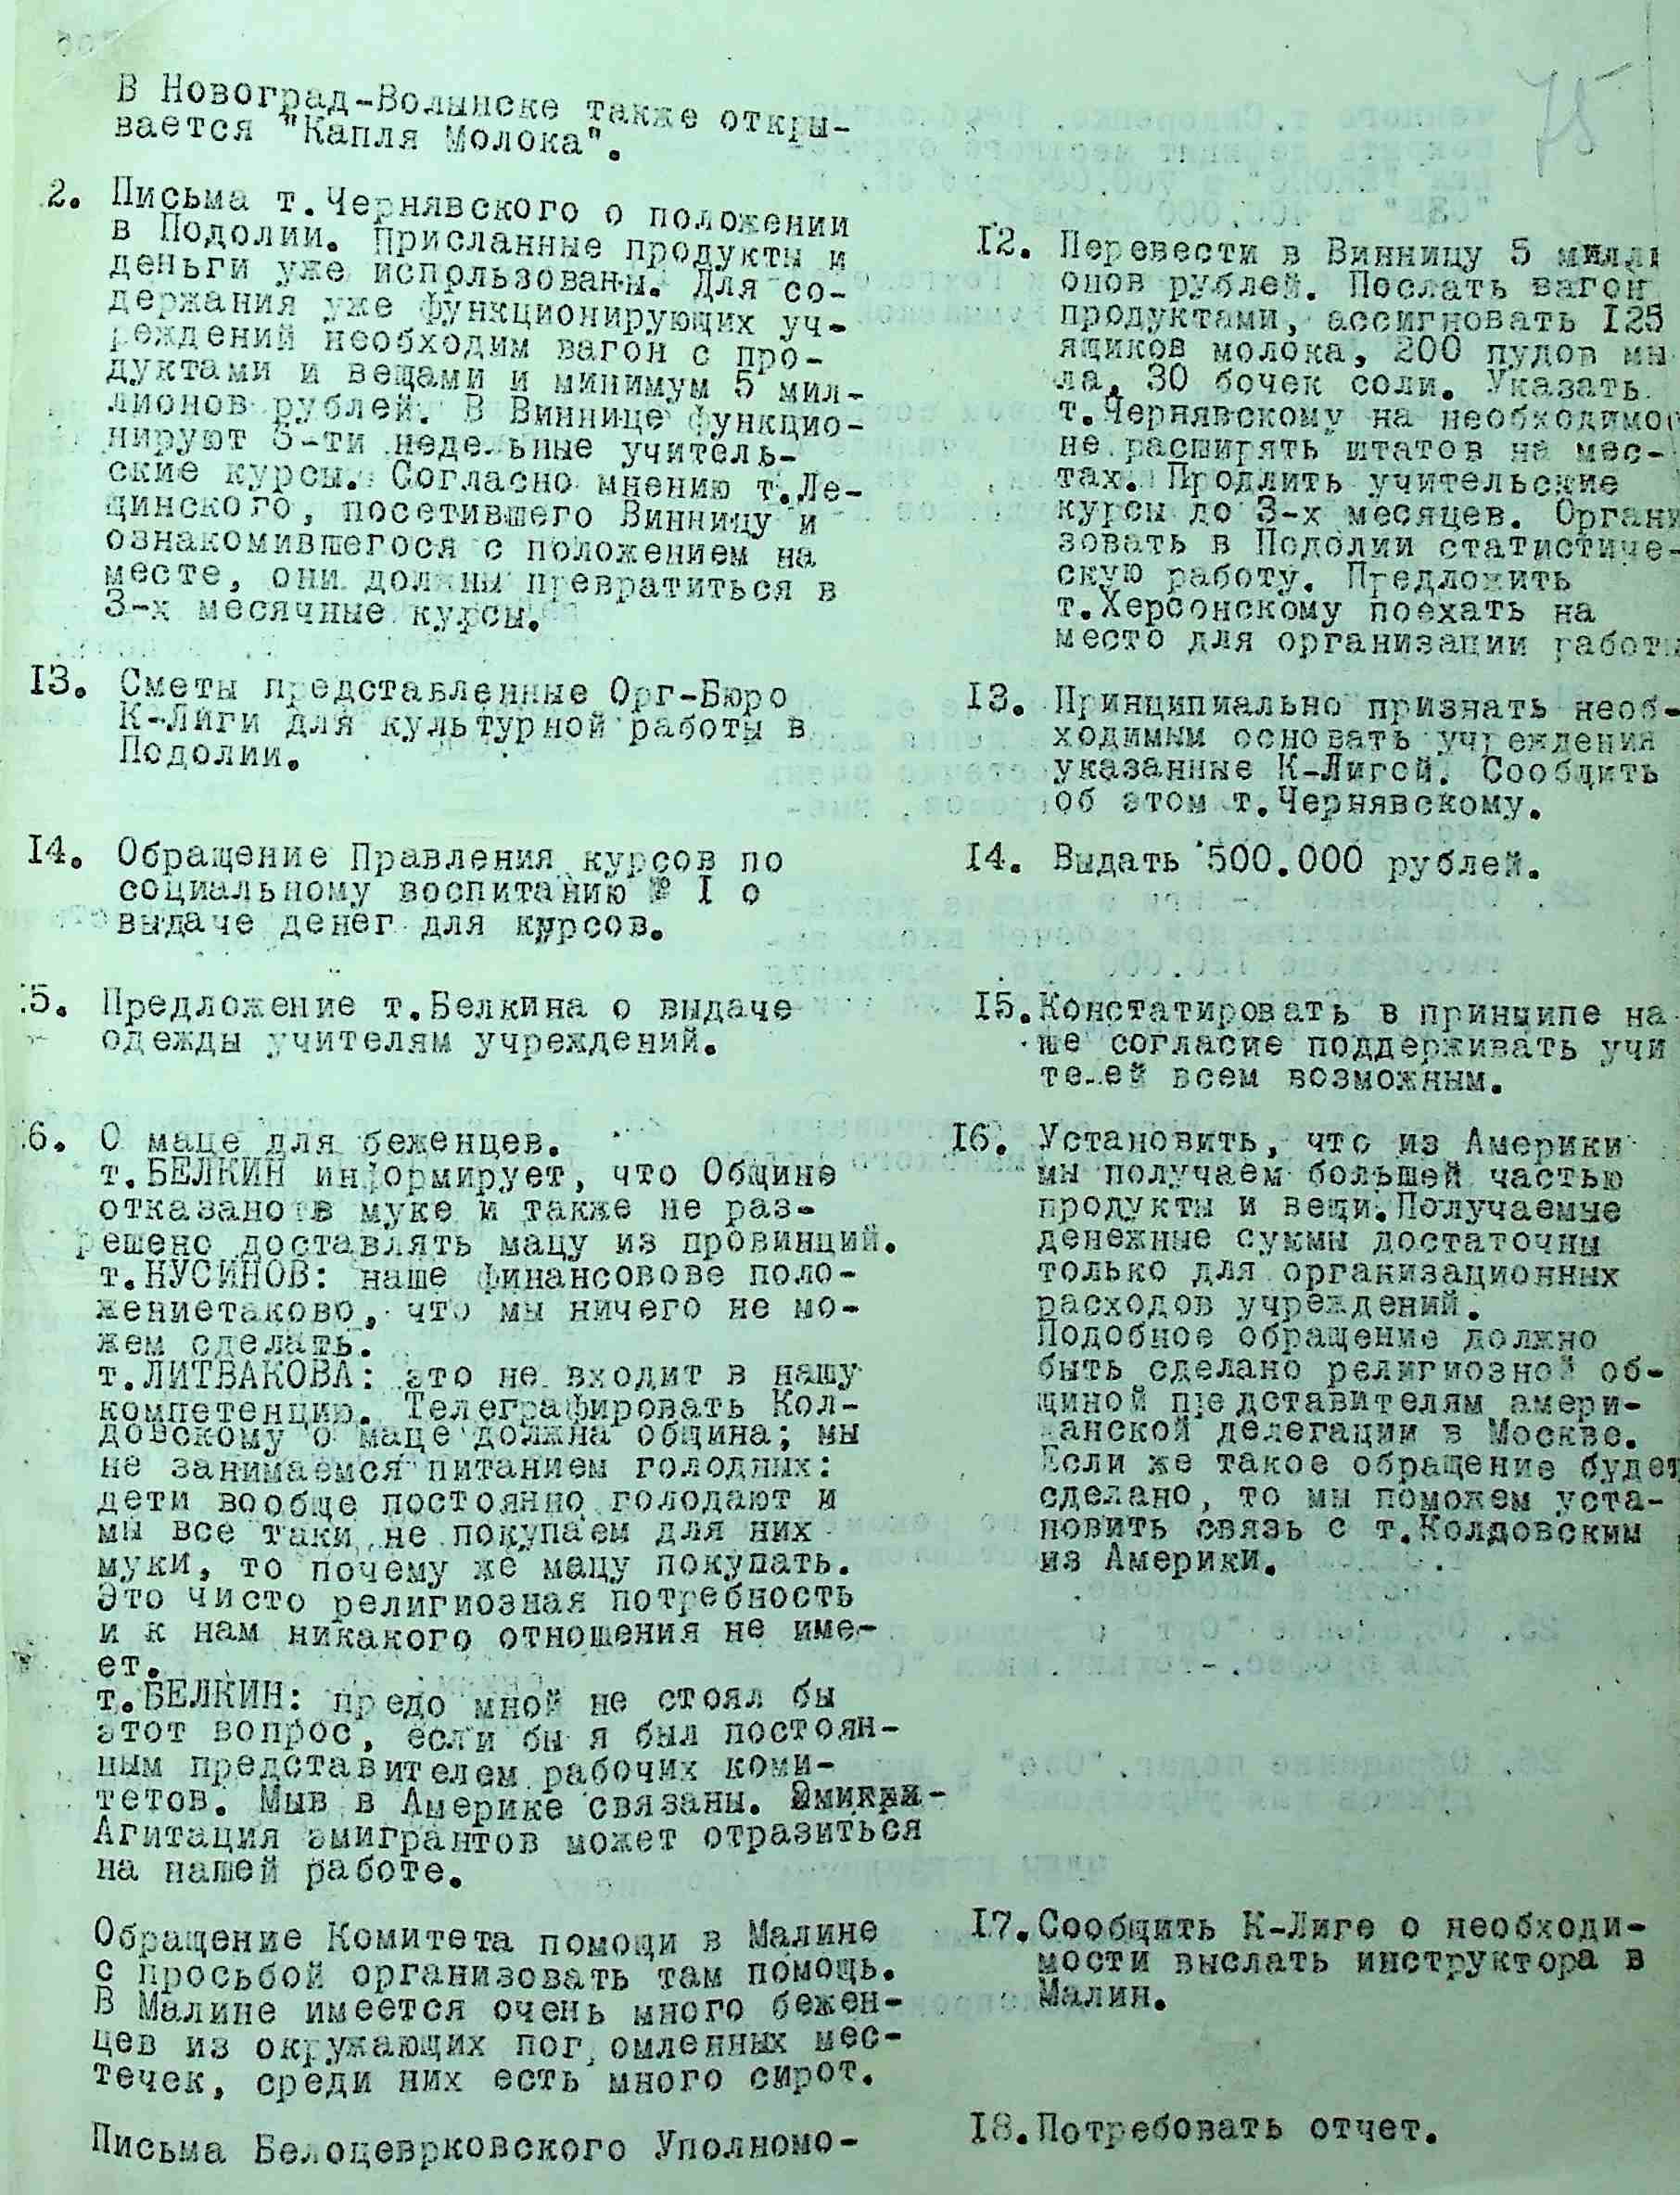 75
В Новоград-Волынске также откры-
вается "Капля Молока".
2. Письма т.Чернявского о положении
в Подолии. Присланные продукты и
деньги уже использованы. Для со-
держания уже функционирующих уч-
реждений необходим вагон с про-
дуктами и вещами и минимум 5 мил-
лионов рублей. В Виннице функцио-
нируют 5-ти недельные учитель-
ские курсы. Согласно мнению т.Ле-
щинского, посетившего Винницу и
ознакомившегося с положением на
месте, они должны превратиться в
3-х месячные курсы.
12. Перевести в Винницу 5 милли
онов рублей. Послать вагон
продуктами, ассигновать 125
ящиков молока, 200 пудов мы
ла, 30 бочек соли. Указать
т.Чернявскому на необходимос
не расширять штатов на мес-
тах. Продлить учительские
курсы до 3-х месяцев. Органи
зовать в Подолии статистиче-
скую работу. Предложить
т.Херсонскому поехать на
место для организации работы
13. Сметы представленные Орг-Бюро
К-Лиги для культурной работы в
Подолии.
13. Принципиально признать необ-
ходимым основать учреждения
указанные К-Лигой. Сообщить
об этом т.Чернявскому.
14. Обращение Правления курсов по
социальному воспитанию № I о
выдаче денег для курсов.
14. Выдать 500.000 рублей.
5. Предложение т.Белкина о выдаче
одежды учителям учреждений.
15. Констатировать в принципе на
ше согласие поддерживать учи
телей всем возможным.
6. О маце для беженцев.
т.БЕЛКИН информирует, что Общине
отказано в муке и также не раз-
решено доставлять мацу из провинций.
т.НУСИНОВ: наше финансовове поло-
жениетаково, что мы ничего не мо-
жем сделать.
т.ЛИТВАКОВА: это не входит в нашу
компетенцию. Телеграфировать Кол-
довскому о маце должна община; мы
не занимаемся питанием голодных:
дети вообще постоянно голодают и
мы все таки не покупаем для них
муки, то почему же мацу покупать.
Это чисто религиозная потребность
и к нам никакого отношения не име-
ет.
т.БЕЛКИН: предо мной не стоял бы
этот вопрос, если бы я был постоян-
ным представителем рабочих коми-
тетов. Мыв в Америке связаны. Эмикри-
Агитация эмигрантов может отразиться
на нашей работе.
16. Установить, что из Америки
мы получаем большей частью
продукты и вещи. Получаемые
денежные суммы достаточны
только для организационных
расходов учреждений.
Подобное обращение должно
быть сделано религиозной об-
щиной представителям амери-
канской делегации в Москве.
Если же такое обращение будет
сделано, то мы поможем уста-
новить связь с т.Колдовским
из Америки.
Обращение Комитета помощи в Малине
с просьбой организовать там помощь.
В Малине имеется очень много бежен-
цев из окружающих погромленных мес-
течек, среди них есть много сирот.
17. Сообщить К-Лиге о необходи-
мости выслать инструктора в
Малин.
Письма Белоцеврковского Уполномо-
18. Потребовать отчет.